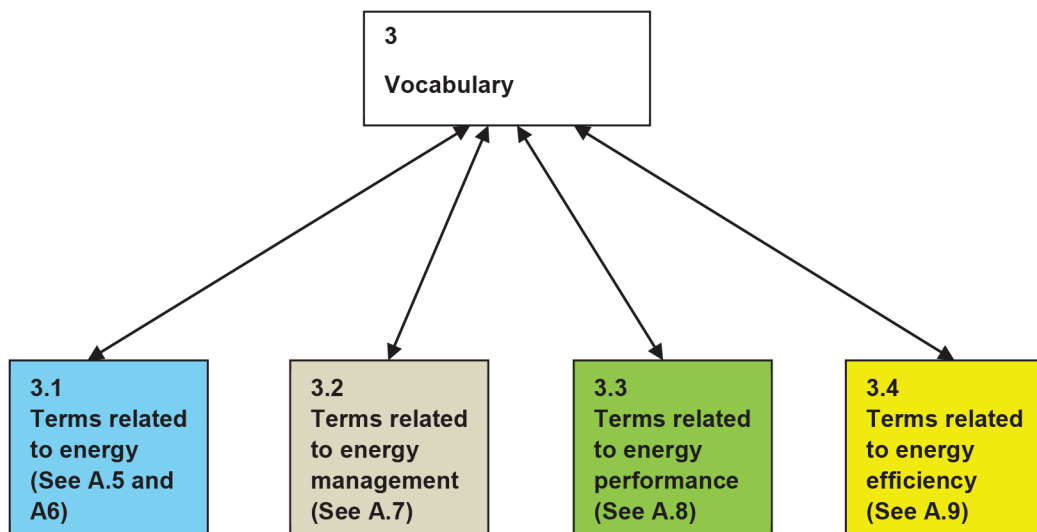 3
Vocabulary
3.1
Terms related
to energy
(See A.5 and
A6)
3.2
Terms related
to energy
management
(See A.7)
3.3
Terms related
to energy
performance
(See A.8)
3.4
Terms related
to energy
efficiency
(See A.9)